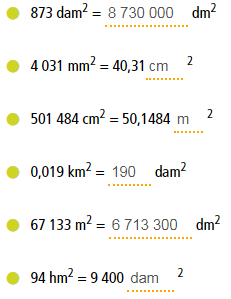 873 dam² = 8 730 000 dm²
4 031 mm² = 40,31 cm ²
501 484 cm² = 50,1484 m ²
0,019 km² = 190 dam²
67 133 m² = 6 713 300 dm²
94 hm² = 9 400 dam ²